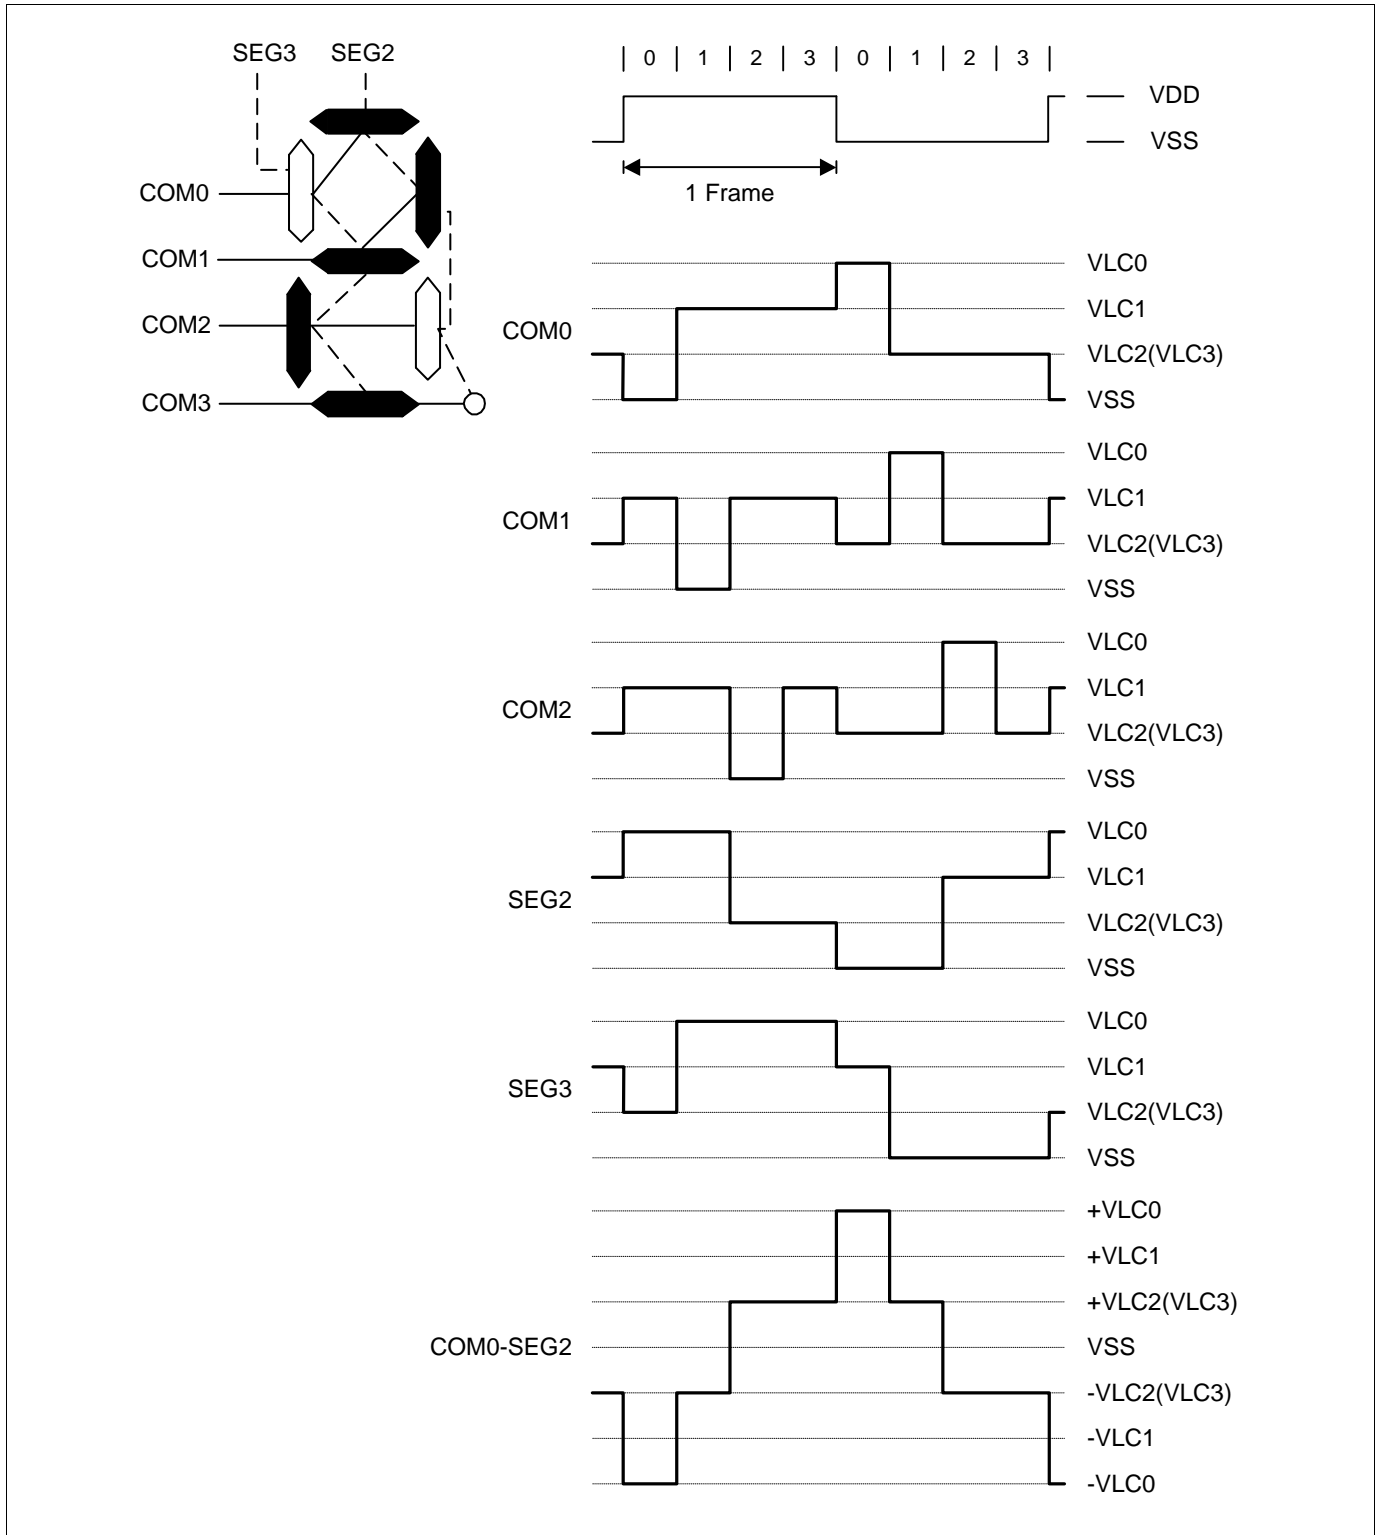 SEG3 SEG2
0 1 2 3 0 1 2 3
VDD
VSS
1 Frame
COM0
COM1
COM2
COM3
COM0
VLC0
VLC1
VLC2(VLC3)
VSS
COM1
VLC0
VLC1
VLC2(VLC3)
VSS
COM2
VLC0
VLC1
VLC2(VLC3)
VSS
SEG2
VLC0
VLC1
VLC2(VLC3)
VSS
SEG3
VLC0
VLC1
VLC2(VLC3)
VSS
COM0-SEG2
+VLC0
+VLC1
+VLC2(VLC3)
VSS
-VLC2(VLC3)
-VLC1
-VLC0